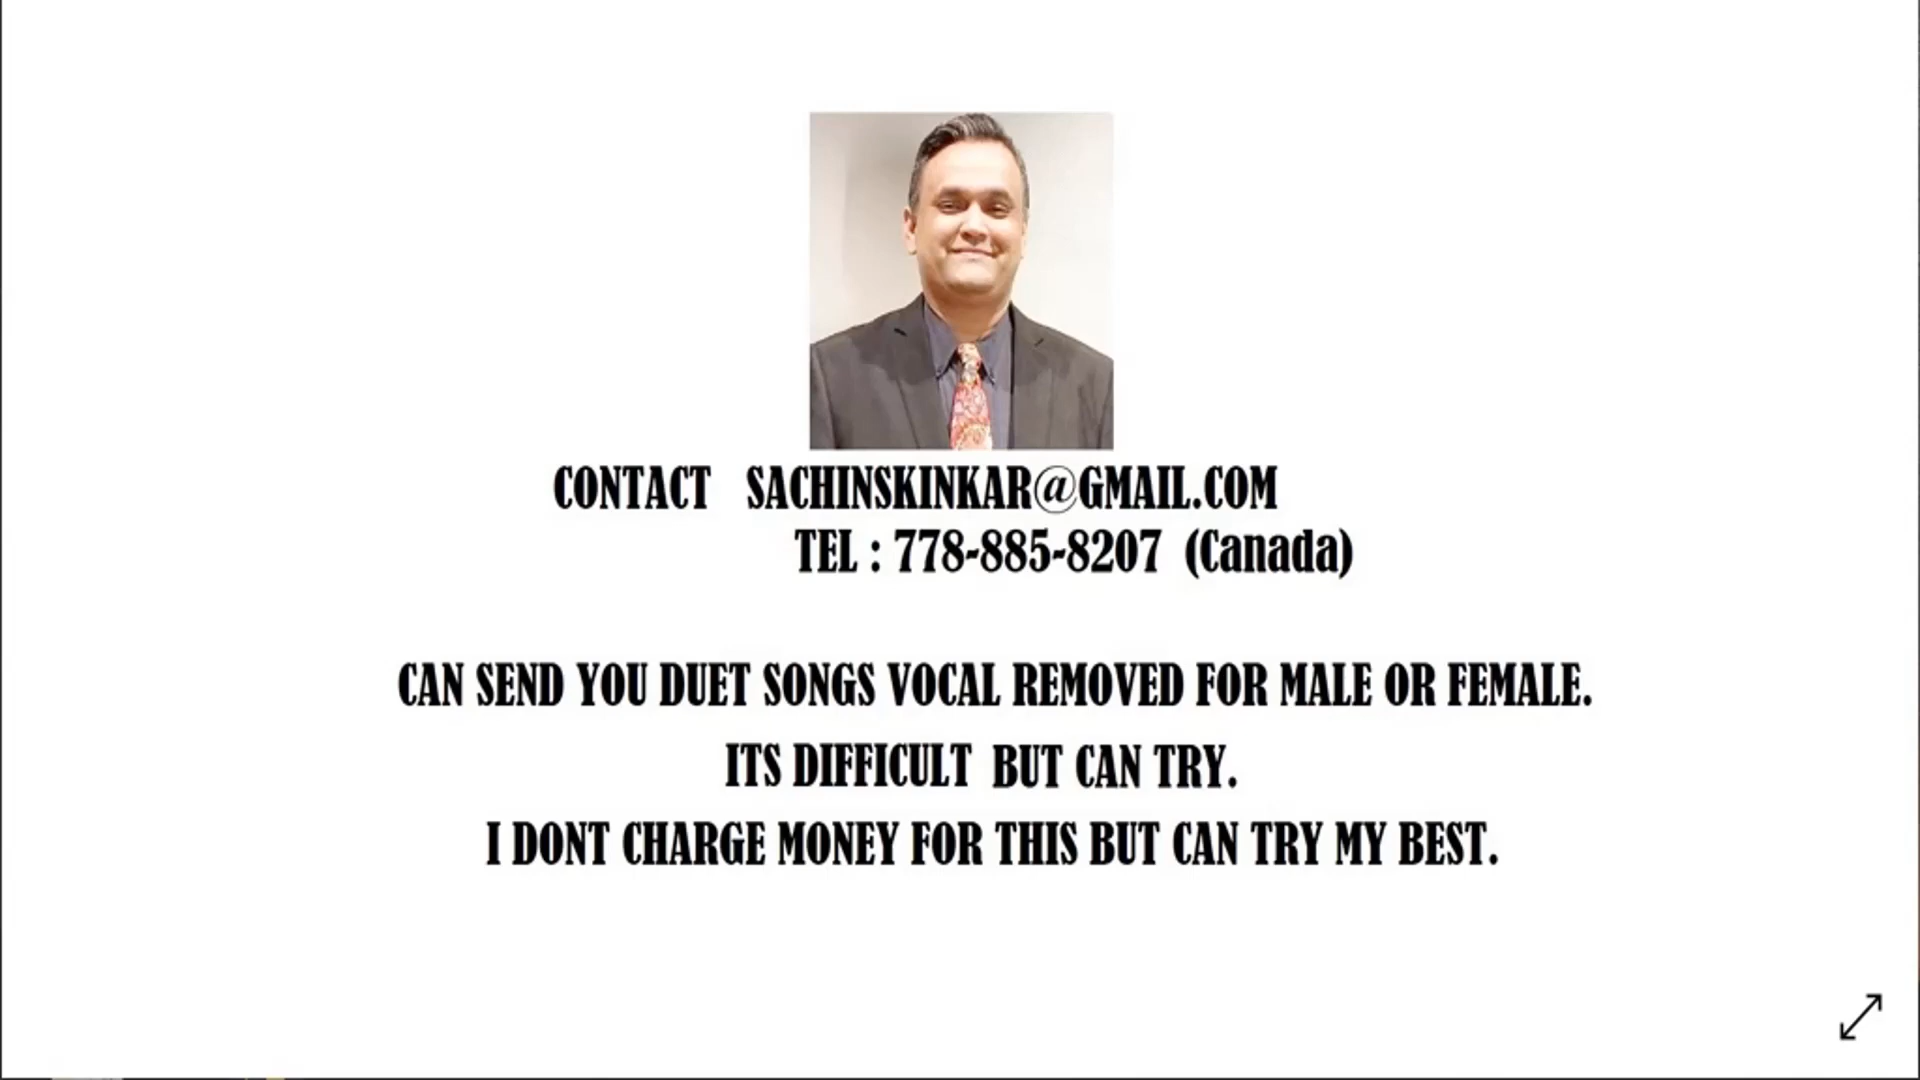 CONTACT SACHINSKINKAR@GMAIL.COM
TEL : 778-885-8207 (Canada)
CAN SEND YOU DUET SONGS VOCAL REMOVED FOR MALE OR FEMALE.
ITS DIFFICULT BUT CAN TRY.
I DONT CHARGE MONEY FOR THIS BUT CAN TRY MY BEST.